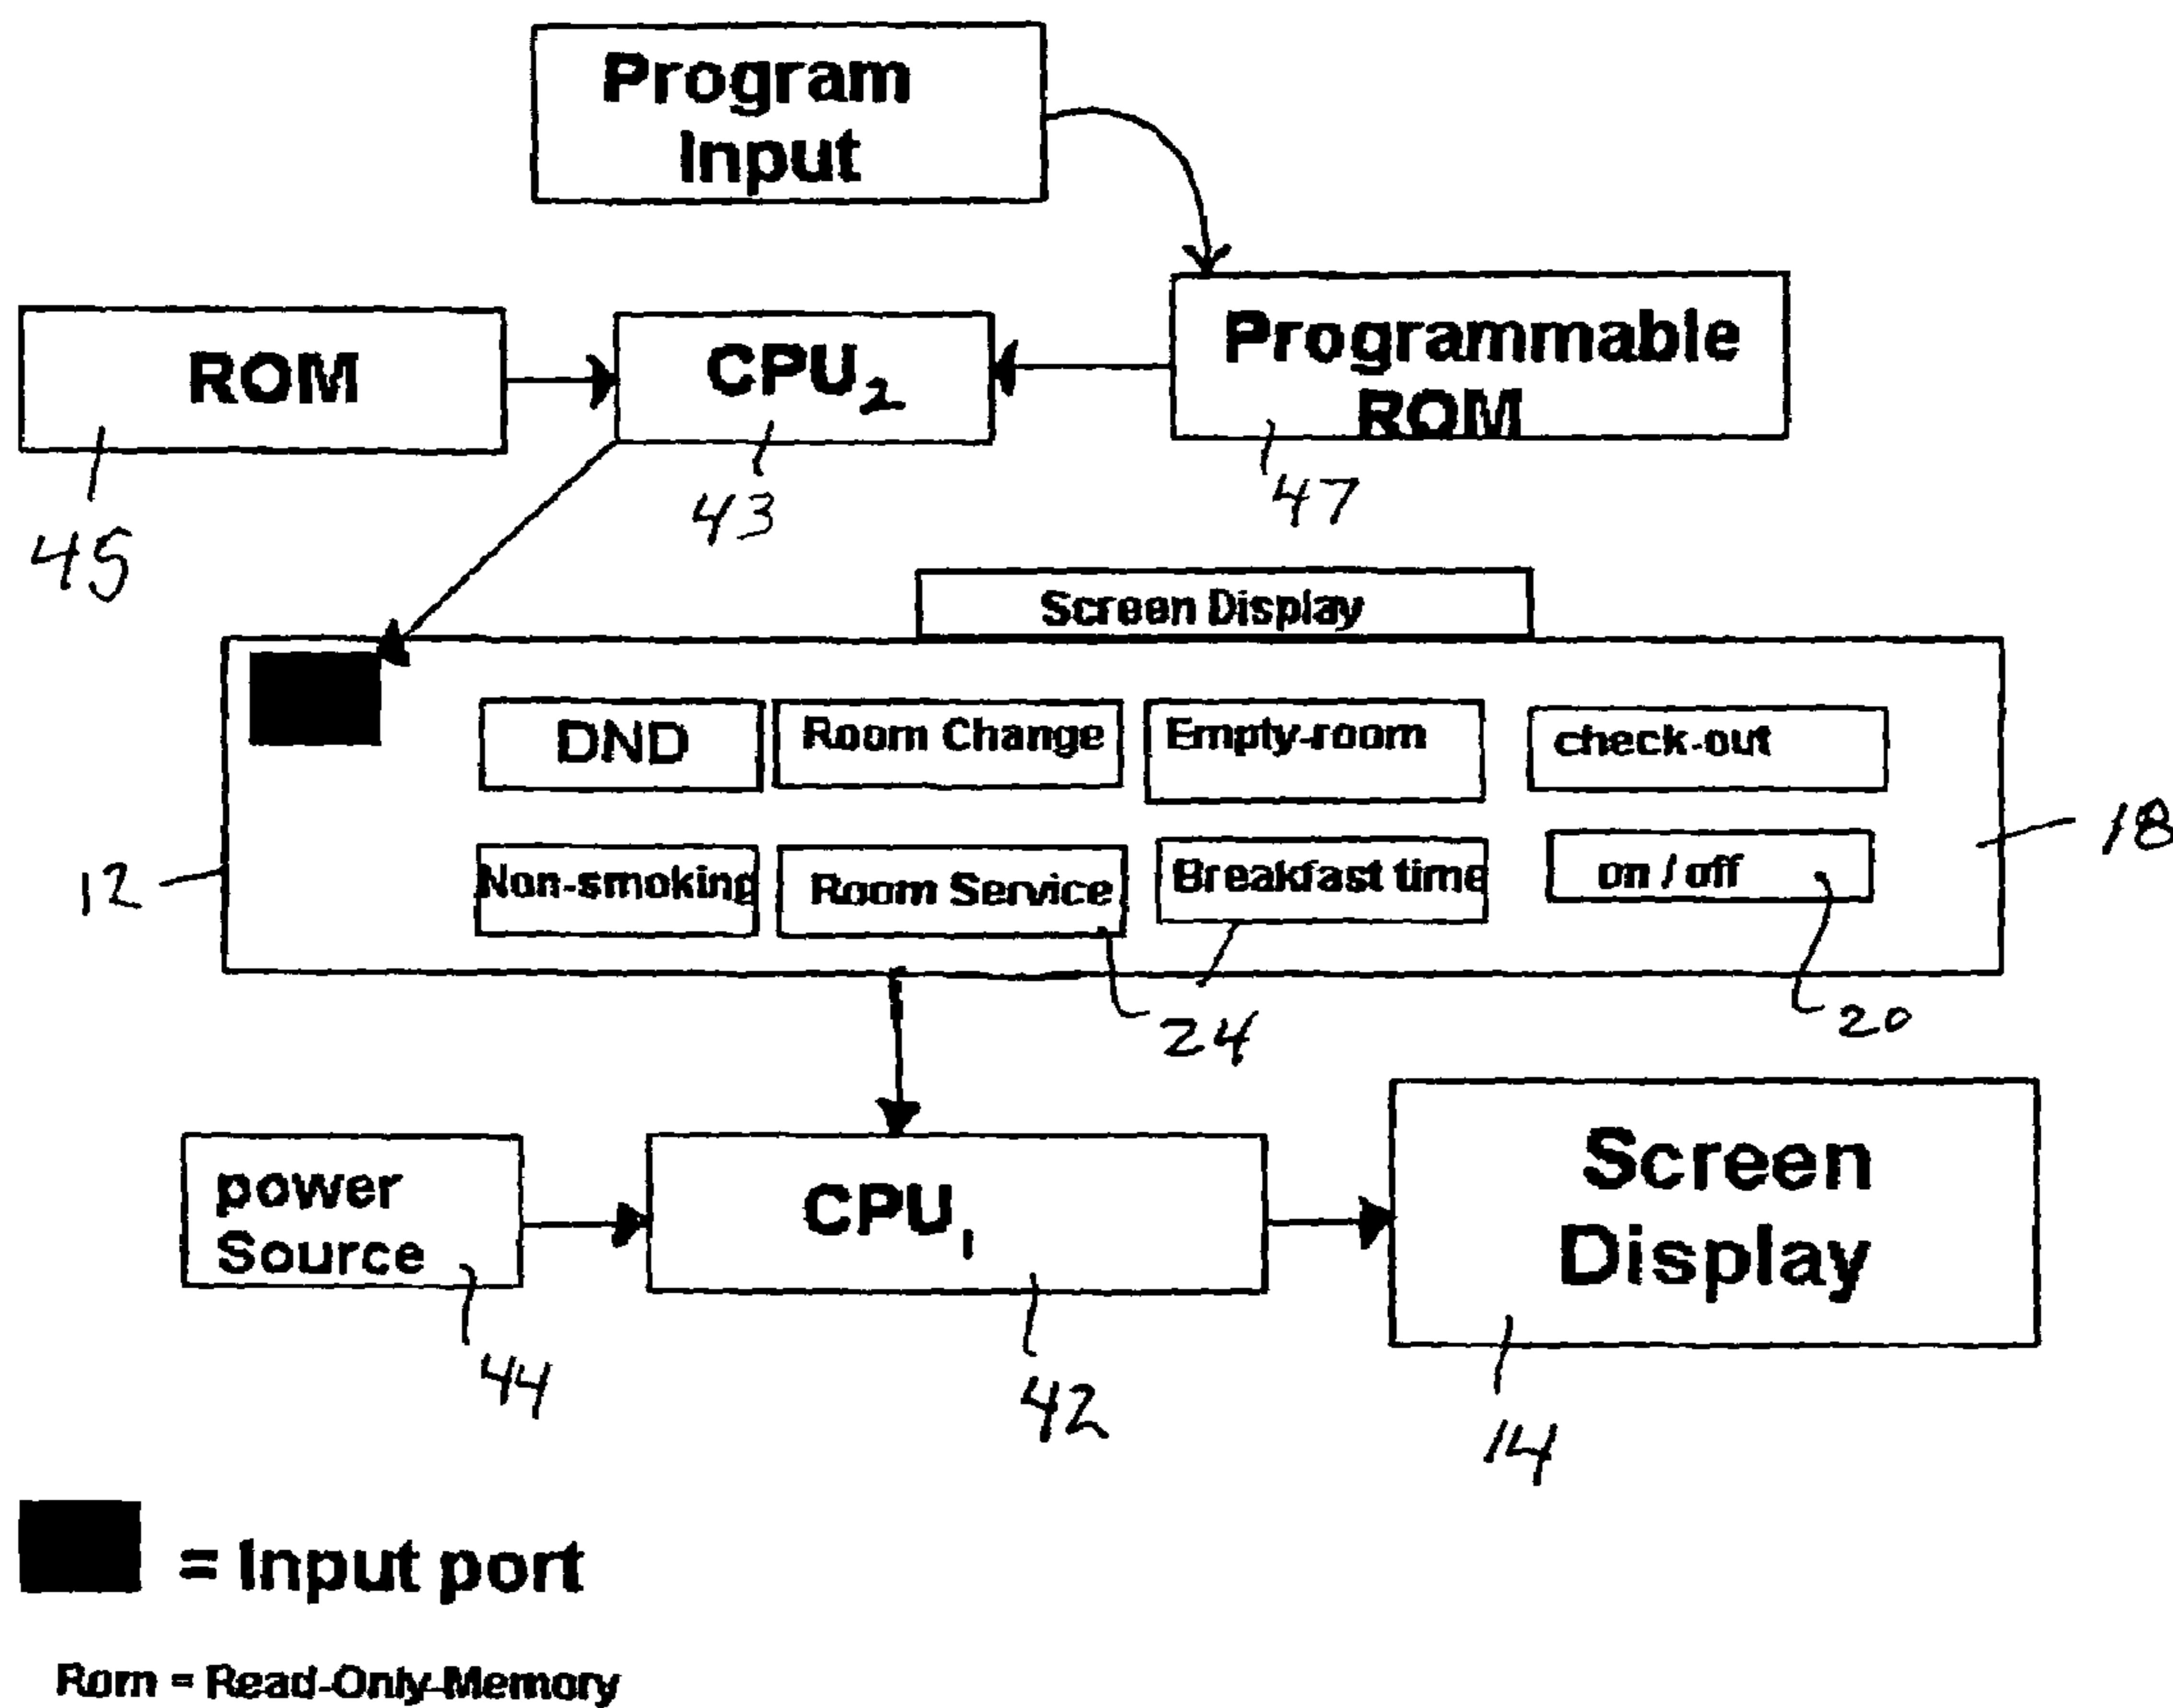 Program
Input
ROM
CPU2
Programmable
ROM
45
43
47
Screen Display
DND
Room Change
Empty-room
check-out
Non-smoking
Room Service
Breakfast time
on / off
12
18
24
20
power
Source
CPU1
Screen
Display
44
42
14
= Input port
Rom = Read-Only-Memory